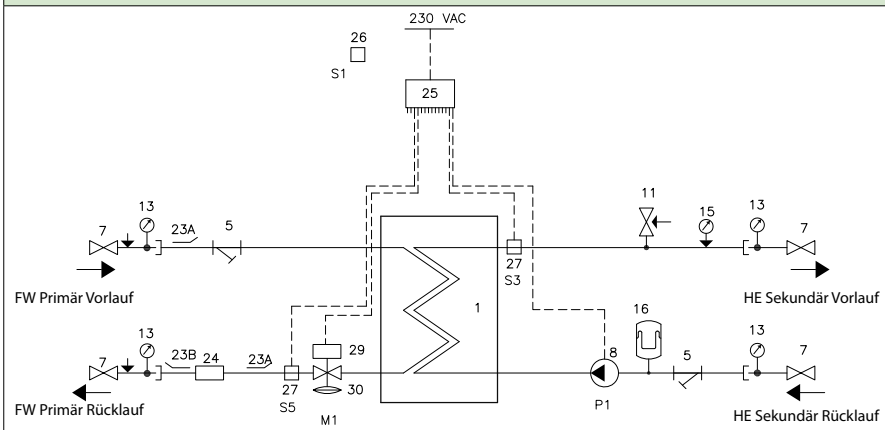 230 VAC
26
S1
25
11
15
13
7
13
7
23A
5
27
S3
FW Primär Vorlauf
HE Sekundär Vorlauf
1
16
13
7
13
7
23B
24
23A
29
8
5
27
S5
30
M1
P1
FW Primär Rücklauf
HE Sekundär Rücklauf